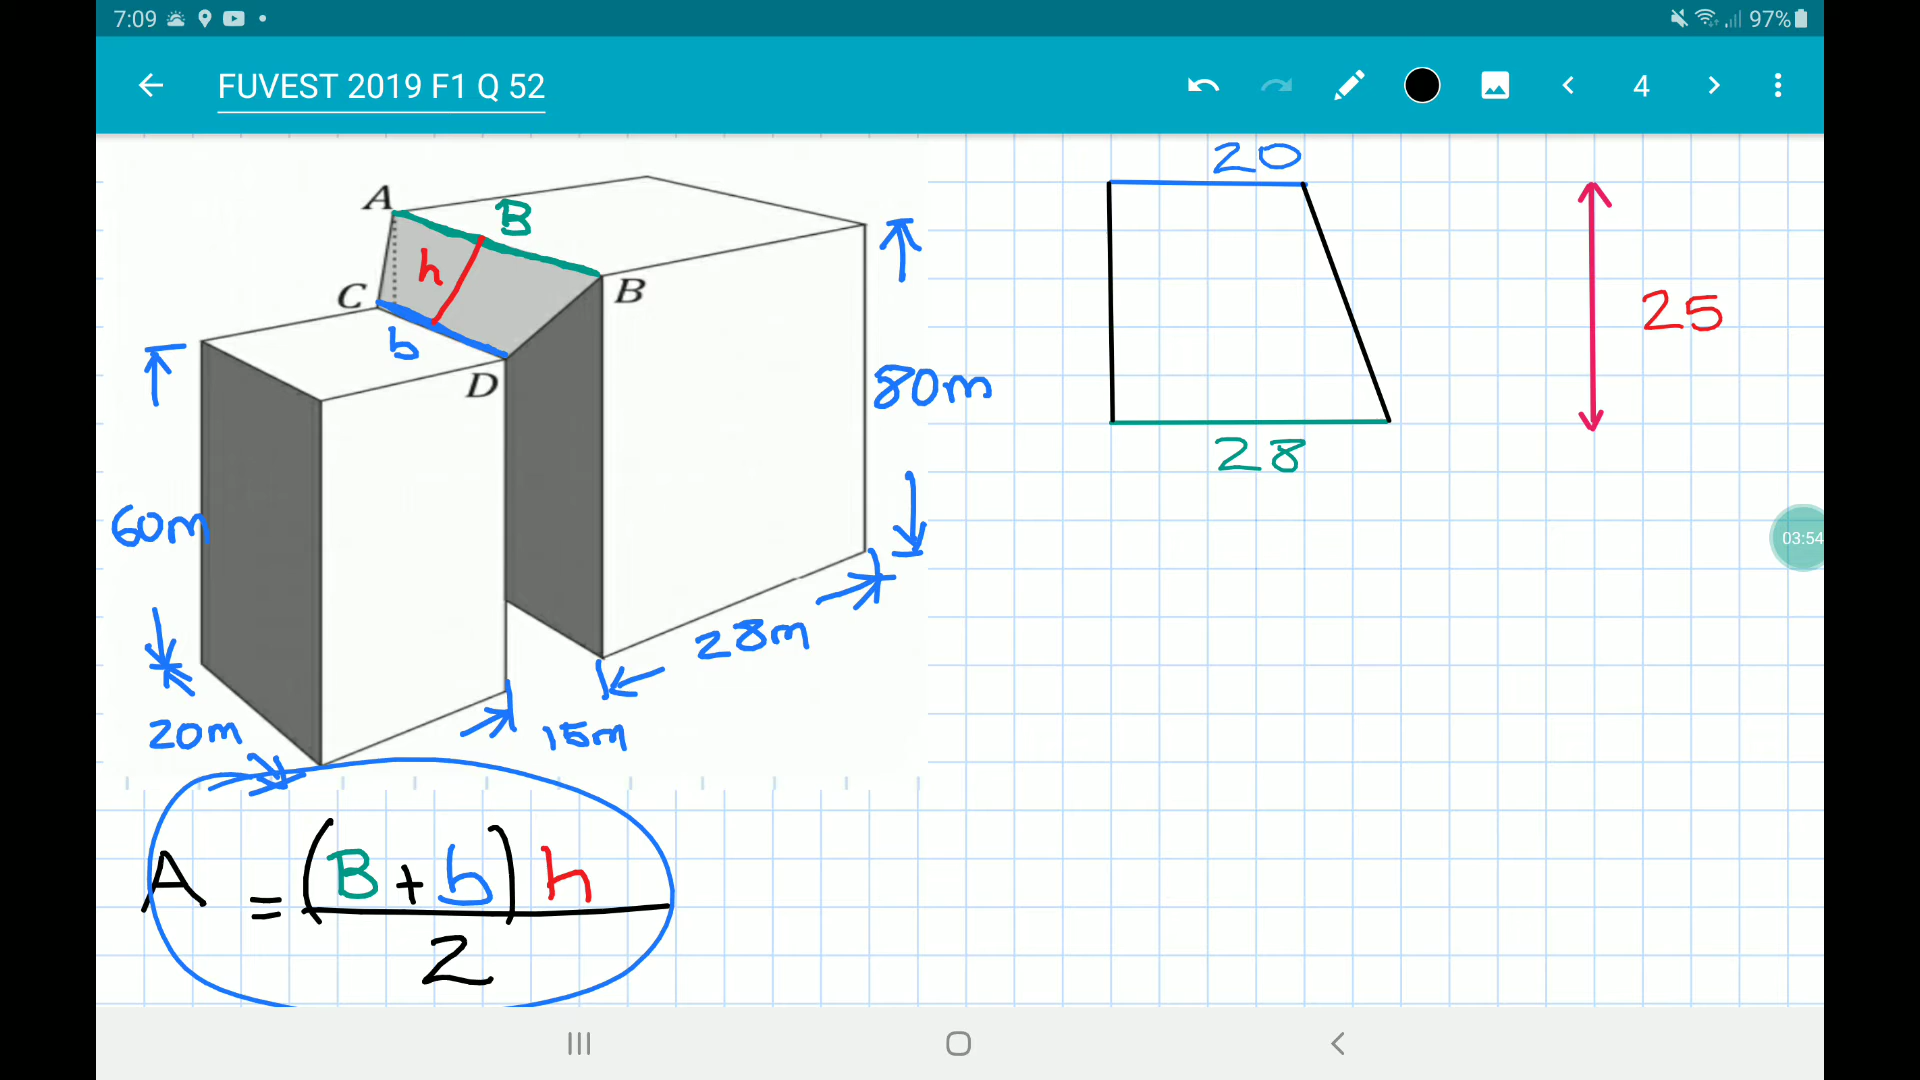 7:09
97%
FUVEST 2019 F1 Q 52
4
20
A
B
h
C
B
b
D
25
80m
28
60m
03:54
28m
20m
15m
A = (B + b) h
2